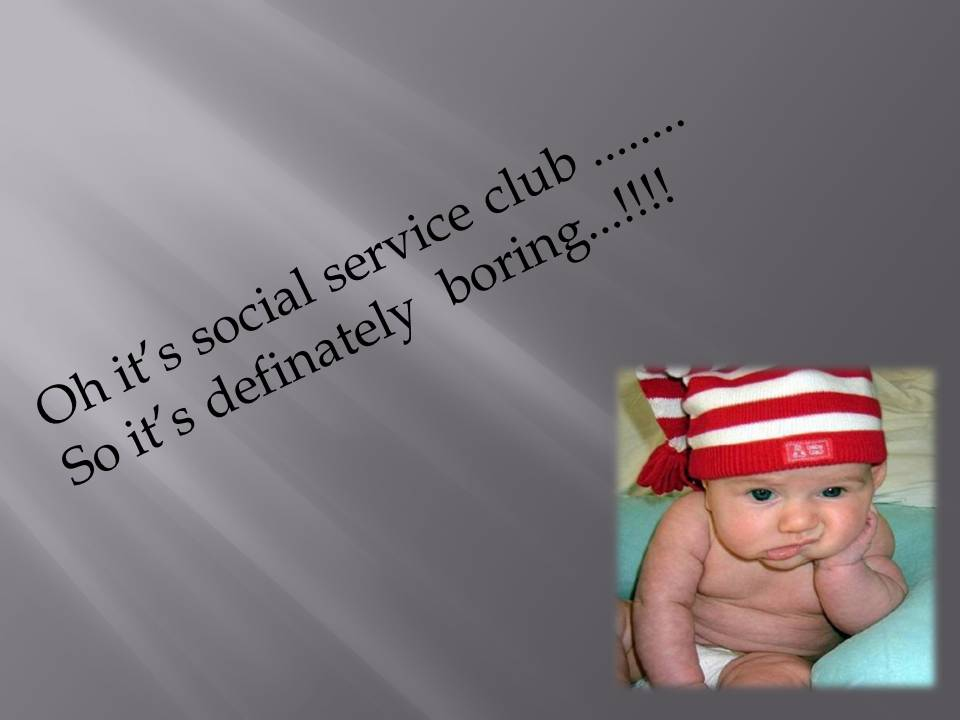 Oh it’s social service club ........
So it’s definately boring...!!!!